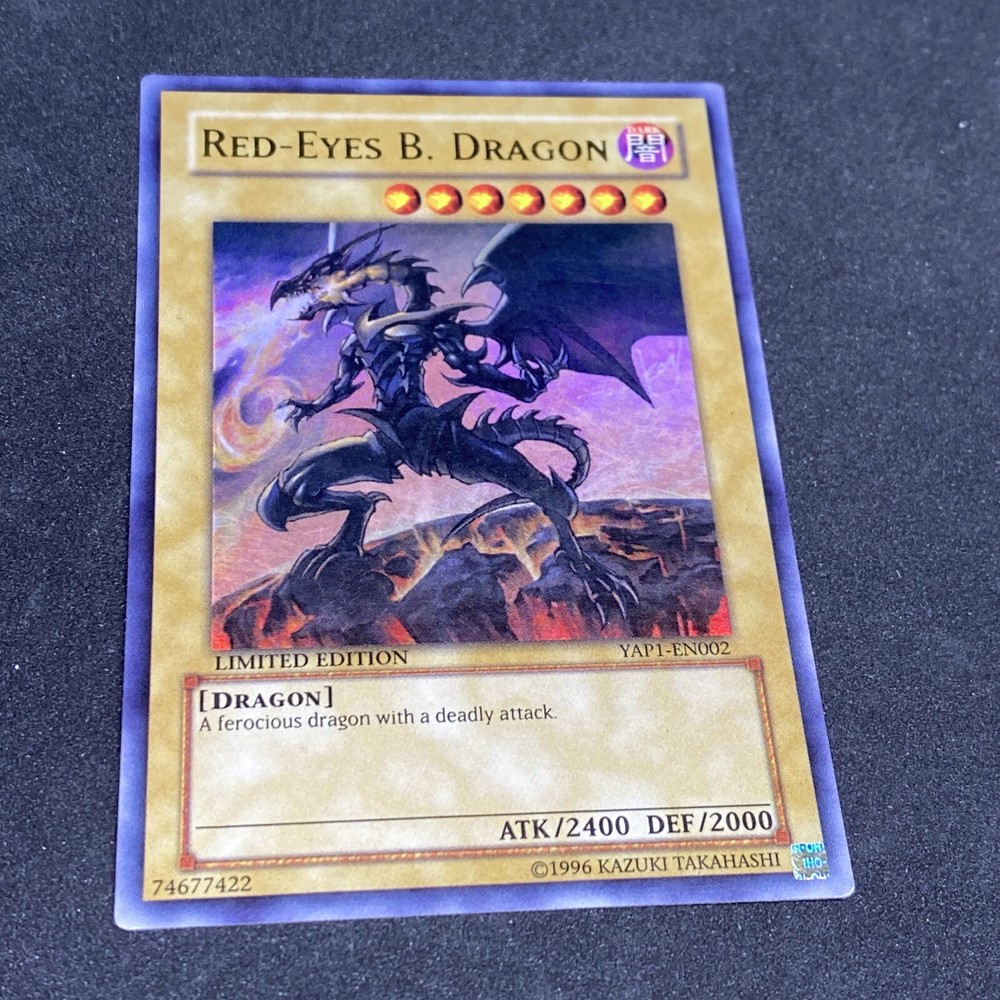 RED-EYES B. DRAGON
DARK
闇
LIMITED EDITION
YAP1-EN002
[DRAGON]
A ferocious dragon with a deadly attack.
ATK/2400 DEF/2000
74677422
©1996 KAZUKI TAKAHASHI